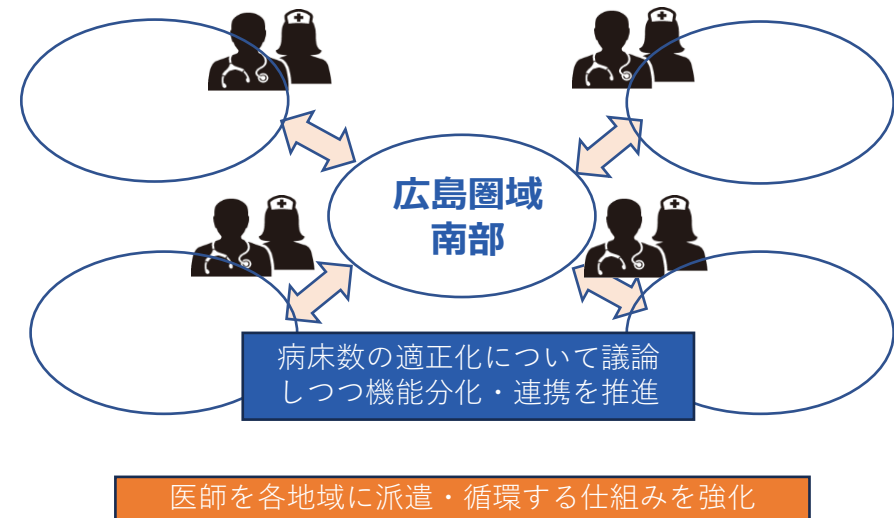 広島圏域
南部
病床数の適正化について議論
しつつ機能分化・連携を推進
医師を各地域に派遣・循環する仕組みを強化